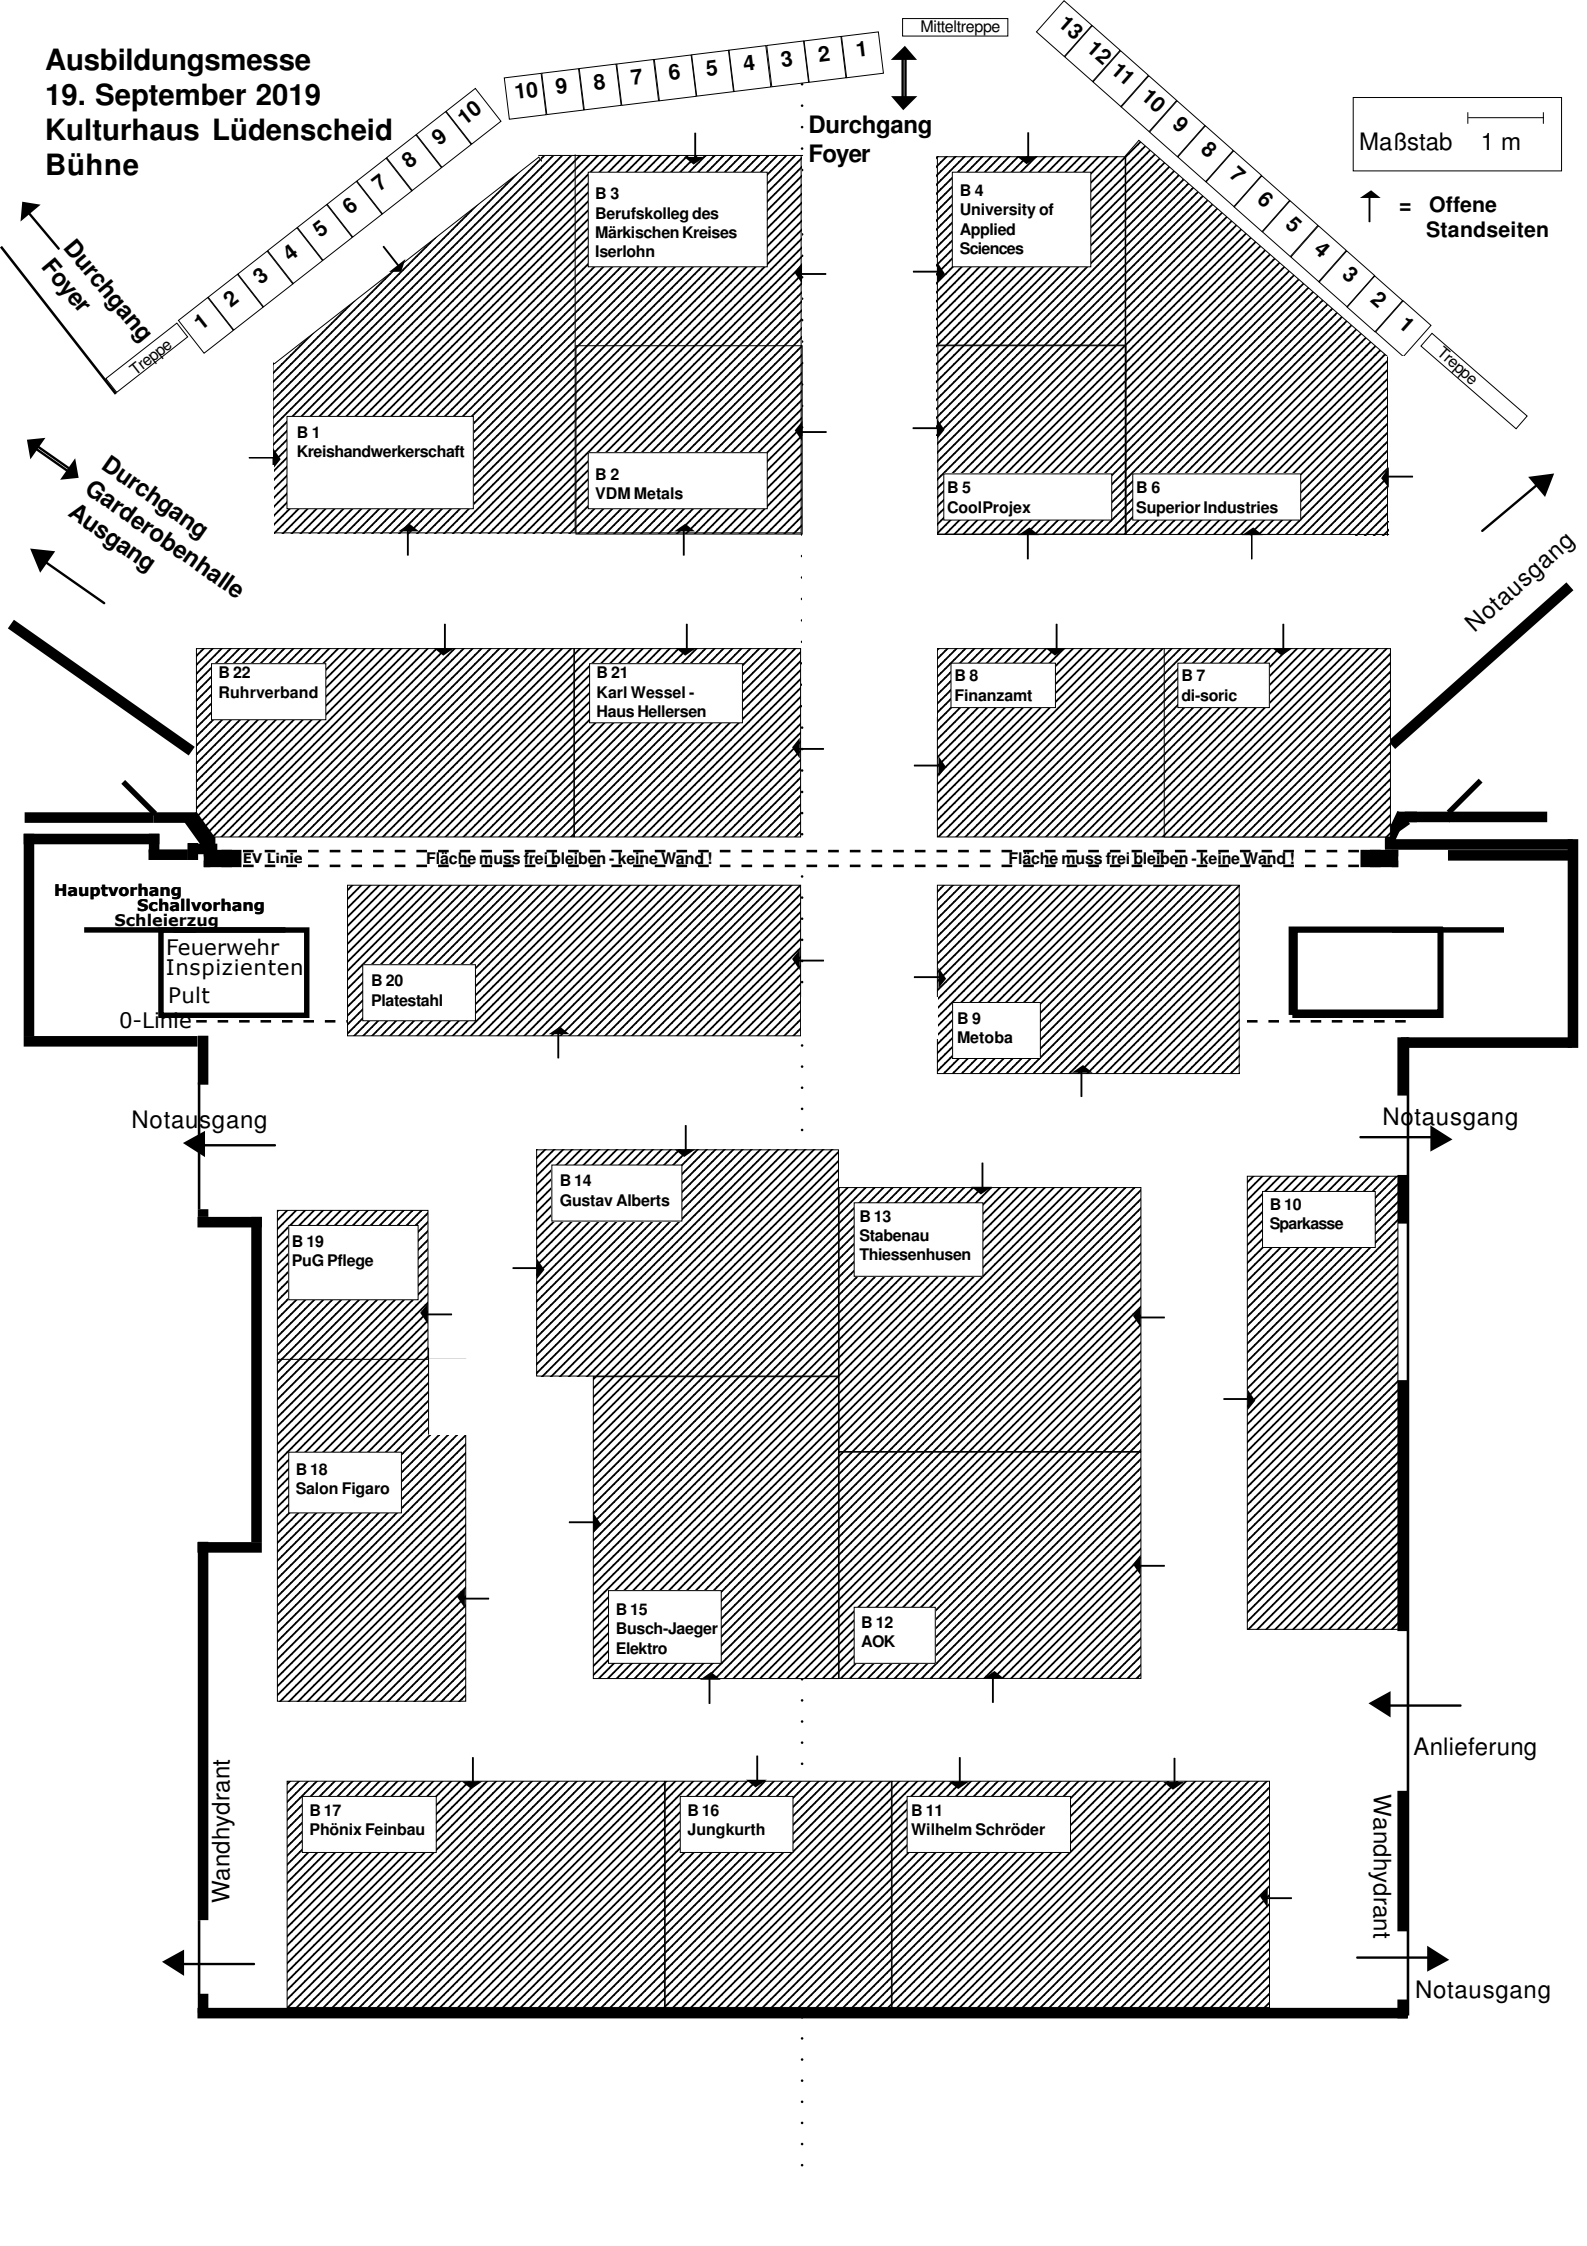 Ausbildungsmesse
19. September 2019
Kulturhaus Lüdenscheid
Bühne
10 9 8 7 6 5 4 3 2 1
Mitteltreppe
13 12 11 10 9 8 7 6 5 4 3 2 1
Treppe
1 2 3 4 5 6 7 8 9 10
Treppe
Durchgang
Foyer
Durchgang
Foyer
Maßstab 1 m
= Offene
Standseiten
B 3
Berufskolleg des
Märkischen Kreises
Iserlohn
B 4
University of
Applied
Sciences
B 1
Kreishandwerkerschaft
B 2
VDM Metals
B 5
CoolProjex
B 6
Superior Industries
Durchgang
Garderobenhalle
Ausgang
Notausgang
B 22
Ruhrverband
B 21
Karl Wessel -
Haus Hellersen
B 8
Finanzamt
B 7
di-soric
EV Linie
Fläche muss frei bleiben - keine Wand !
Fläche muss frei bleiben - keine Wand !
Hauptvorhang
Schallvorhang
Schleierzug
Feuerwehr
Inspizienten
Pult
0-Linie
B 20
Platestahl
B 9
Metoba
Notausgang
Notausgang
B 14
Gustav Alberts
B 13
Stabenau
Thiessenhusen
B 10
Sparkasse
B 19
PuG Pflege
B 18
Salon Figaro
B 15
Busch-Jaeger
Elektro
B 12
AOK
Anlieferung
Wandhydrant
Wandhydrant
B 17
Phönix Feinbau
B 16
Jungkurth
B 11
Wilhelm Schröder
Notausgang